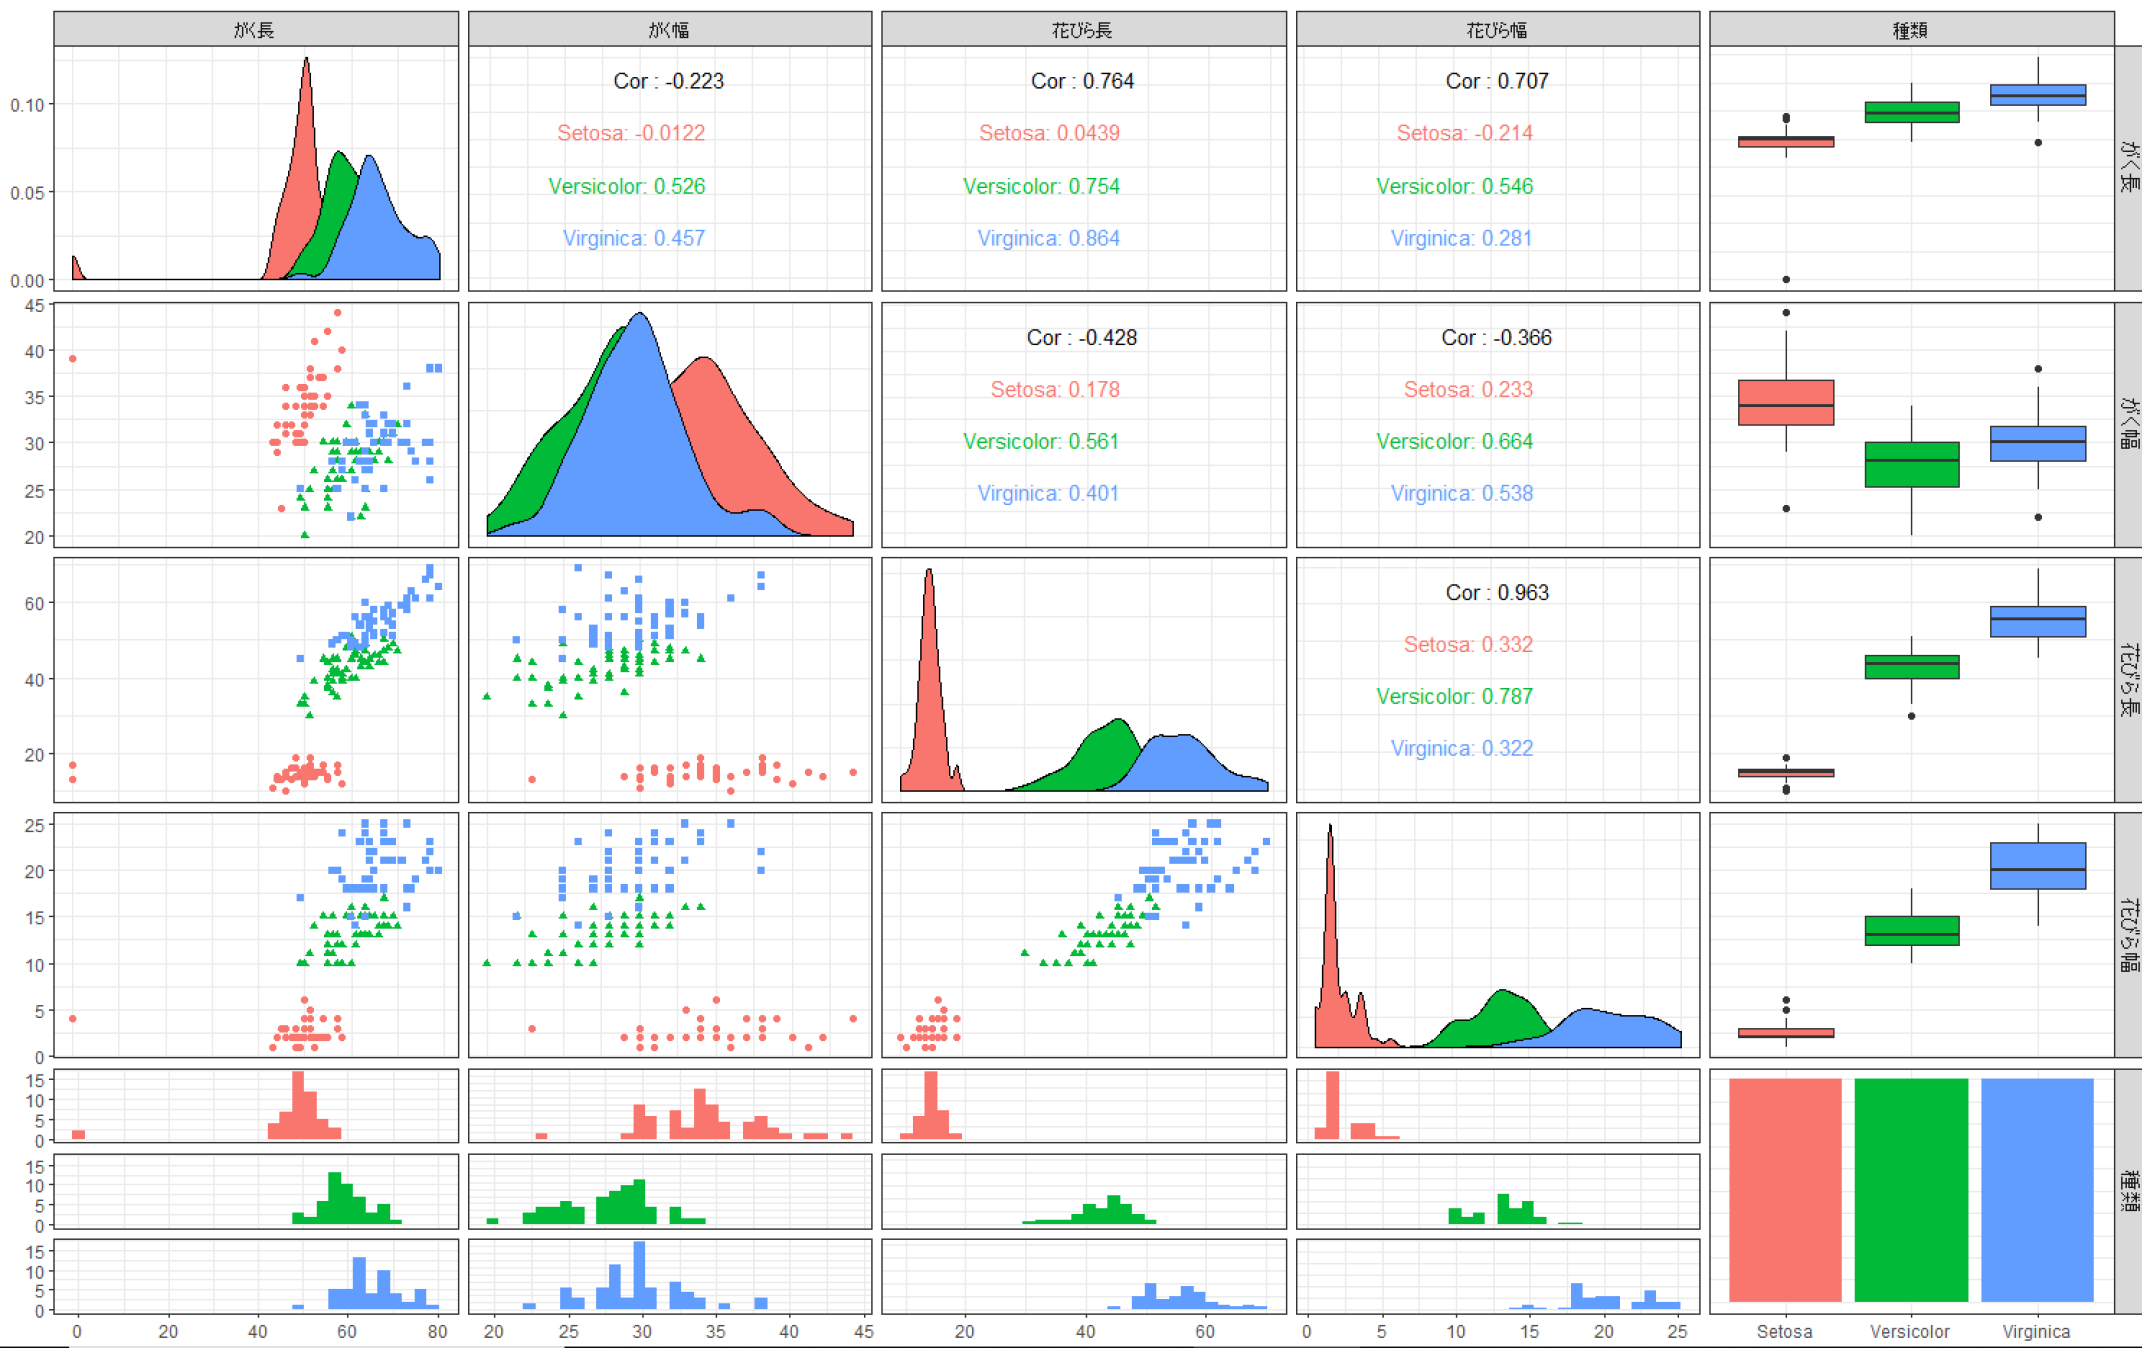 がく長 がく幅 花びら長 花びら幅 種類
Cor : -0.223 Cor : 0.764 Cor : 0.707
0.10
Setosa: -0.0122 Setosa: 0.0439 Setosa: -0.214
がく長
Versicolor: 0.526 Versicolor: 0.754 Versicolor: 0.546
0.05
Virginica: 0.457 Virginica: 0.864 Virginica: 0.281
0.00
45
Cor : -0.428 Cor : -0.366
40
Setosa: 0.178 Setosa: 0.233
35
がく幅
Versicolor: 0.561 Versicolor: 0.664
30
Virginica: 0.401 Virginica: 0.538
25
20
Cor : 0.963
60
Setosa: 0.332
花びら長
40
Versicolor: 0.787
Virginica: 0.322
20
25
20
花びら幅
15
10
5
0
15
10
5
0
15
10
5
0
種類
15
10
5
0
0 20 40 60 80 20 25 30 35 40 45 20 40 60 0 5 10 15 20 25 Setosa Versicolor Virginica